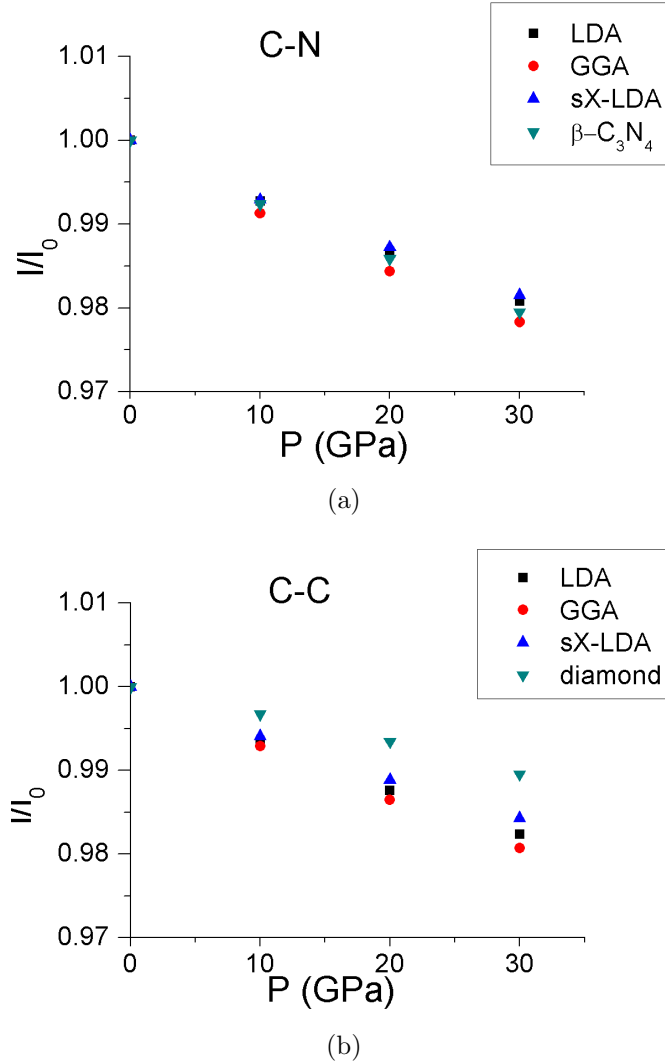 C-N
LDA
GGA
sX-LDA
β–C₃N₄
1.01
1.00
0.99
0.98
0.97
l/l₀
0
10
20
30
P (GPa)
(a)
C-C
LDA
GGA
sX-LDA
diamond
1.01
1.00
0.99
0.98
0.97
l/l₀
0
10
20
30
P (GPa)
(b)